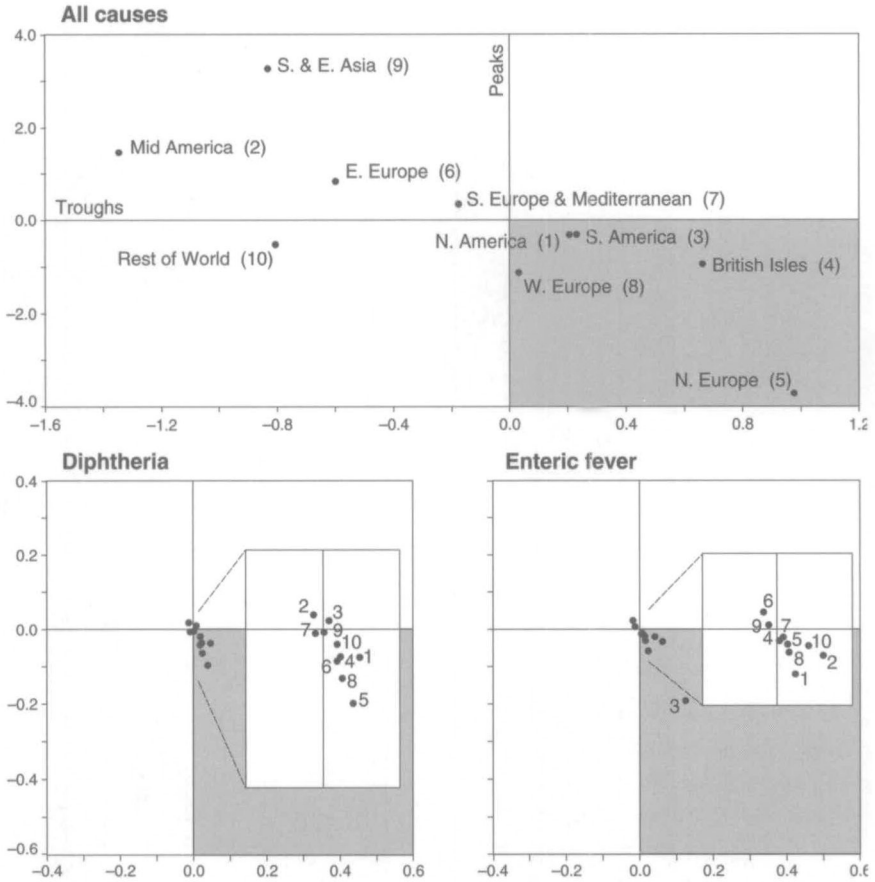 All causes
4.0
2.0
0.0
−2.0
−4.0
Peaks
S. & E. Asia (9)
Mid America (2)
E. Europe (6)
S. Europe & Mediterranean (7)
Troughs
N. America (1)
S. America (3)
Rest of World (10)
British Isles (4)
W. Europe (8)
N. Europe (5)
−1.6 −1.2 −0.8 −0.4 0.0 0.4 0.8 1.2
Diphtheria
0.4
0.2
0.0
−0.2
−0.4
−0.6
2 3
7 9
10
6 4 1
8
5
−0.4 −0.2 0.0 0.2 0.4 0.6
Enteric fever
6
9 7
4 5 10
8 2
1
3
−0.4 −0.2 0.0 0.2 0.4 0.6